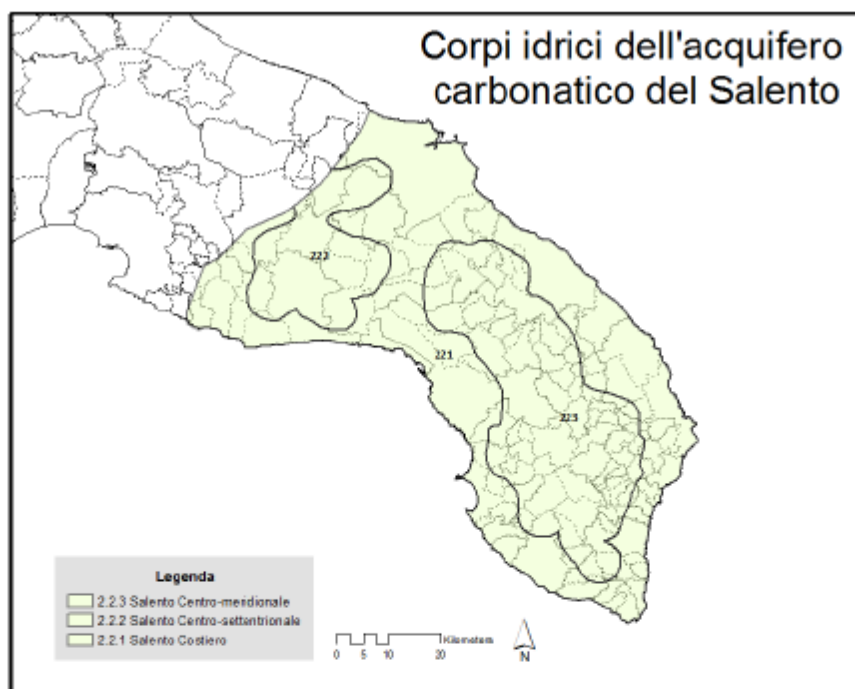 Corpi idrici dell'acquifero
carbonatico del Salento
222
221
223
Legenda
2.2.3 Salento Centro-meridionale
2.2.2 Salento Centro-settentrionale
2.2.1 Salento Costiero
Kilometers
0 5 10 20
N